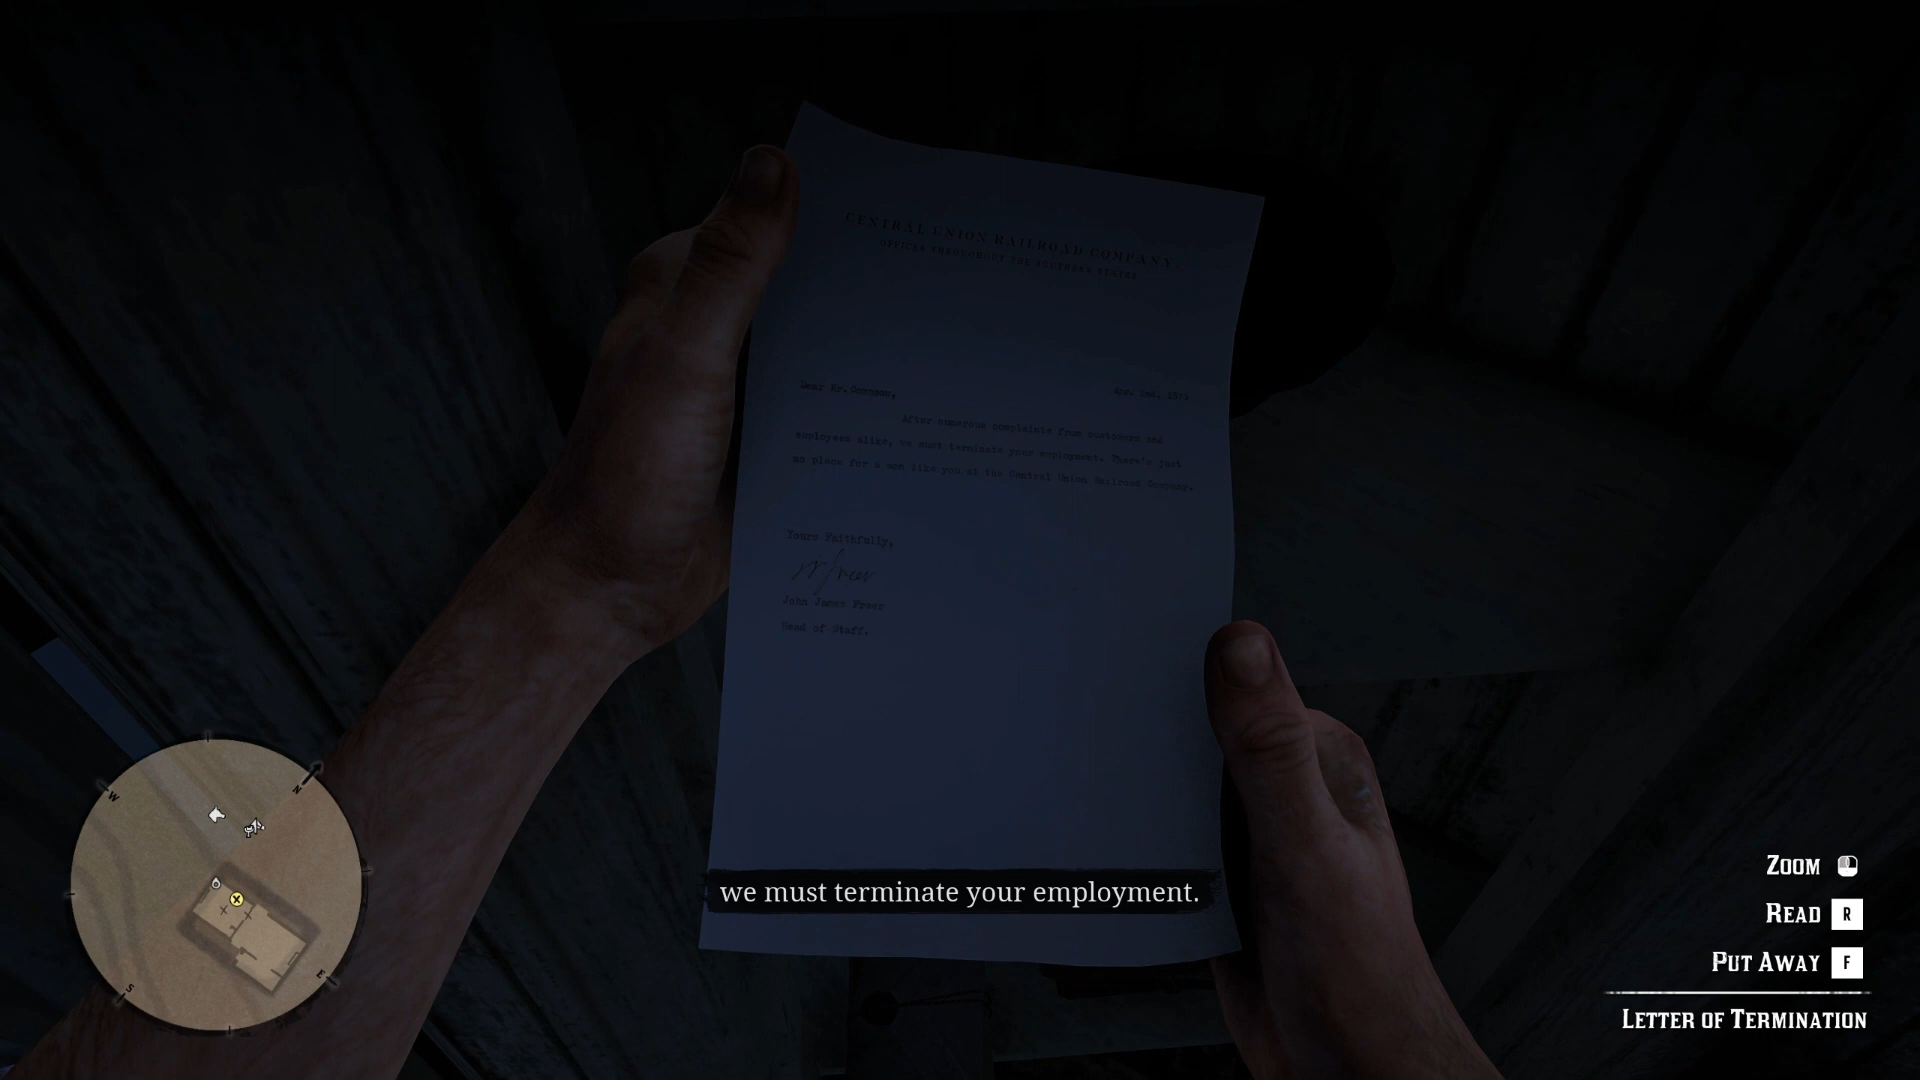 CENTRAL UNION RAILROAD COMPANY
OFFICES THROUGHOUT THE SOUTHERN STATES
Dear Mr. Compson,
After numerous complaints from customers and
employees alike, we must terminate your employment. There's just
no place for a man like you at the Central Union Railroad Company.
Yours Faithfully,
John James Freer
Head of Staff.
we must terminate your employment.
W
N
S
E
ZOOM
READ R
PUT AWAY F
LETTER OF TERMINATION